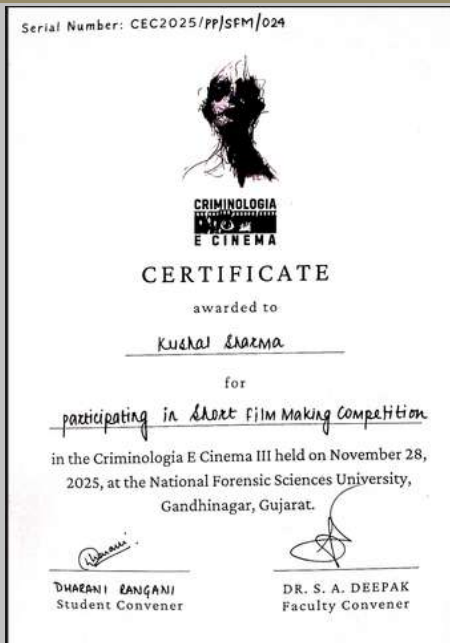 Serial Number: CEC2025/PP/SFM/024
CRIMINOLOGIA
E CINEMA
CERTIFICATE
awarded to
Kushal Sharma
for
participating in Short Film Making Competition
in the Criminologia E Cinema III held on November 28,
2025, at the National Forensic Sciences University,
Gandhinagar, Gujarat.
Dharani
DHARANI RANGANI
Student Convener
DR. S. A. DEEPAK
Faculty Convener